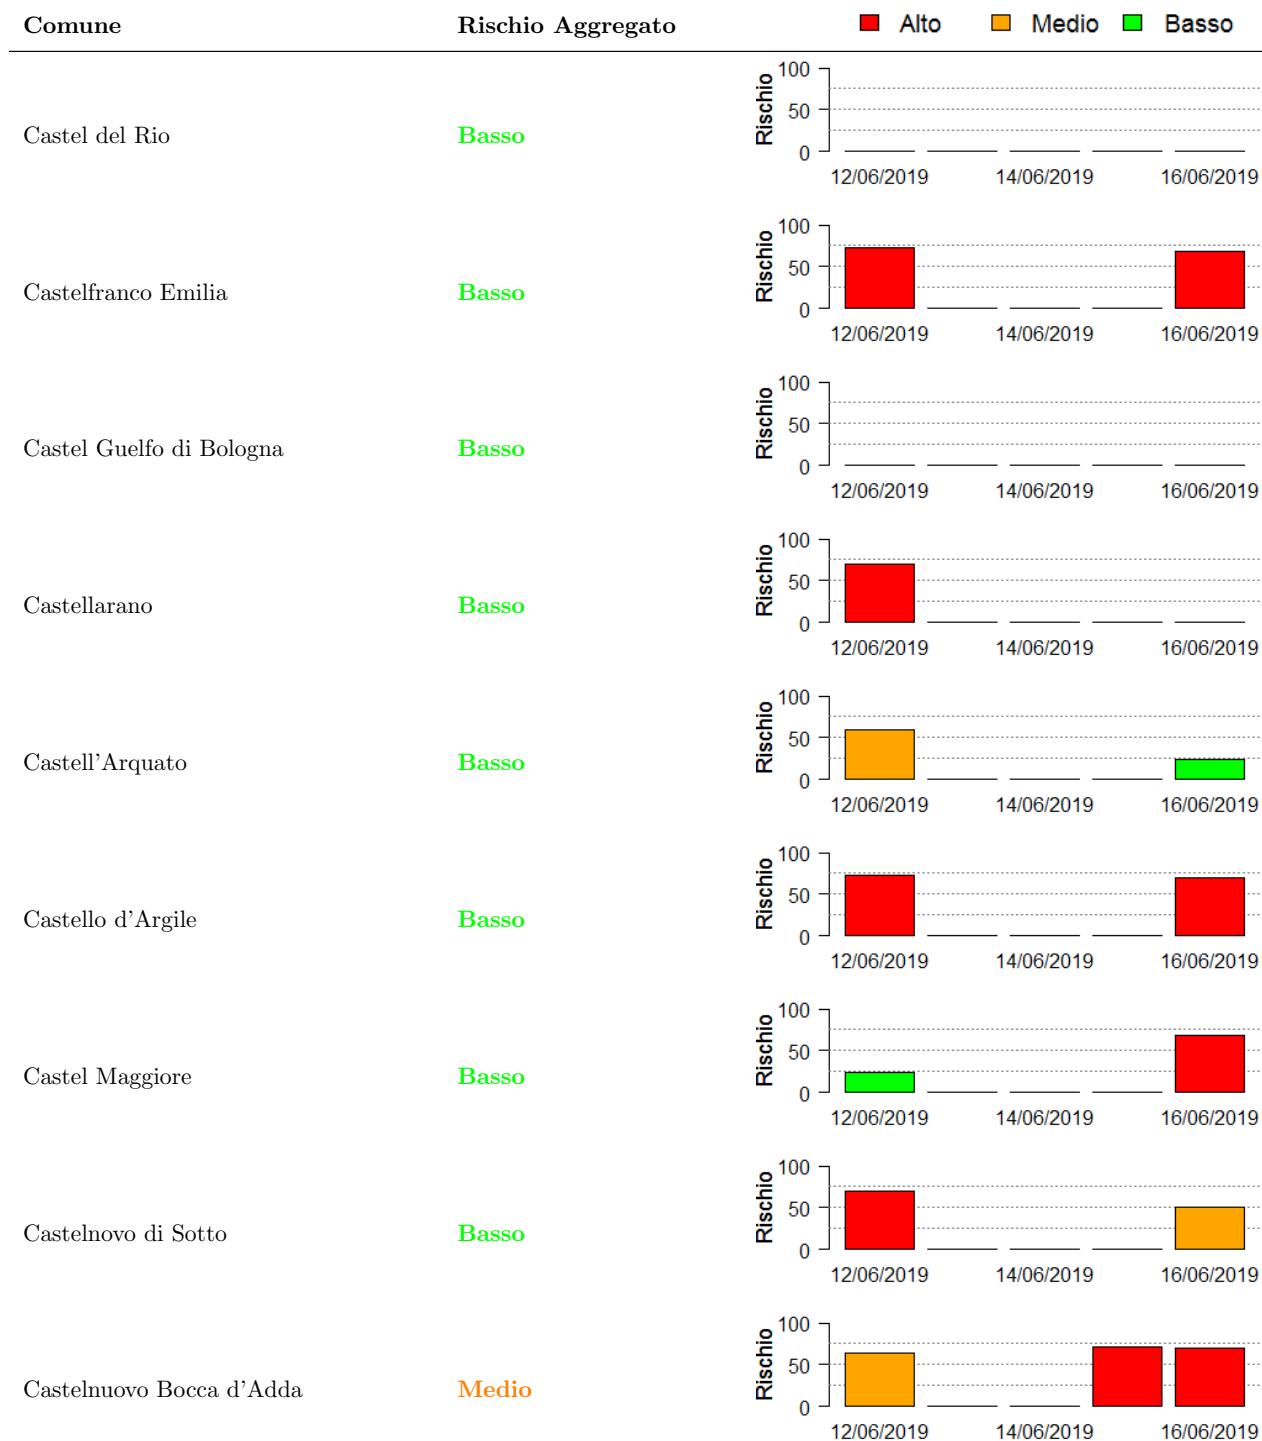 Comune Rischio Aggregato Alto Medio Basso
Castel del Rio Basso
Rischio
100
50
0
12/06/2019 14/06/2019 16/06/2019
Castelfranco Emilia Basso
Rischio
100
50
0
12/06/2019 14/06/2019 16/06/2019
Castel Guelfo di Bologna Basso
Rischio
100
50
0
12/06/2019 14/06/2019 16/06/2019
Castellarano Basso
Rischio
100
50
0
12/06/2019 14/06/2019 16/06/2019
Castell'Arquato Basso
Rischio
100
50
0
12/06/2019 14/06/2019 16/06/2019
Castello d'Argile Basso
Rischio
100
50
0
12/06/2019 14/06/2019 16/06/2019
Castel Maggiore Basso
Rischio
100
50
0
12/06/2019 14/06/2019 16/06/2019
Castelnovo di Sotto Basso
Rischio
100
50
0
12/06/2019 14/06/2019 16/06/2019
Castelnuovo Bocca d'Adda Medio
Rischio
100
50
0
12/06/2019 14/06/2019 16/06/2019